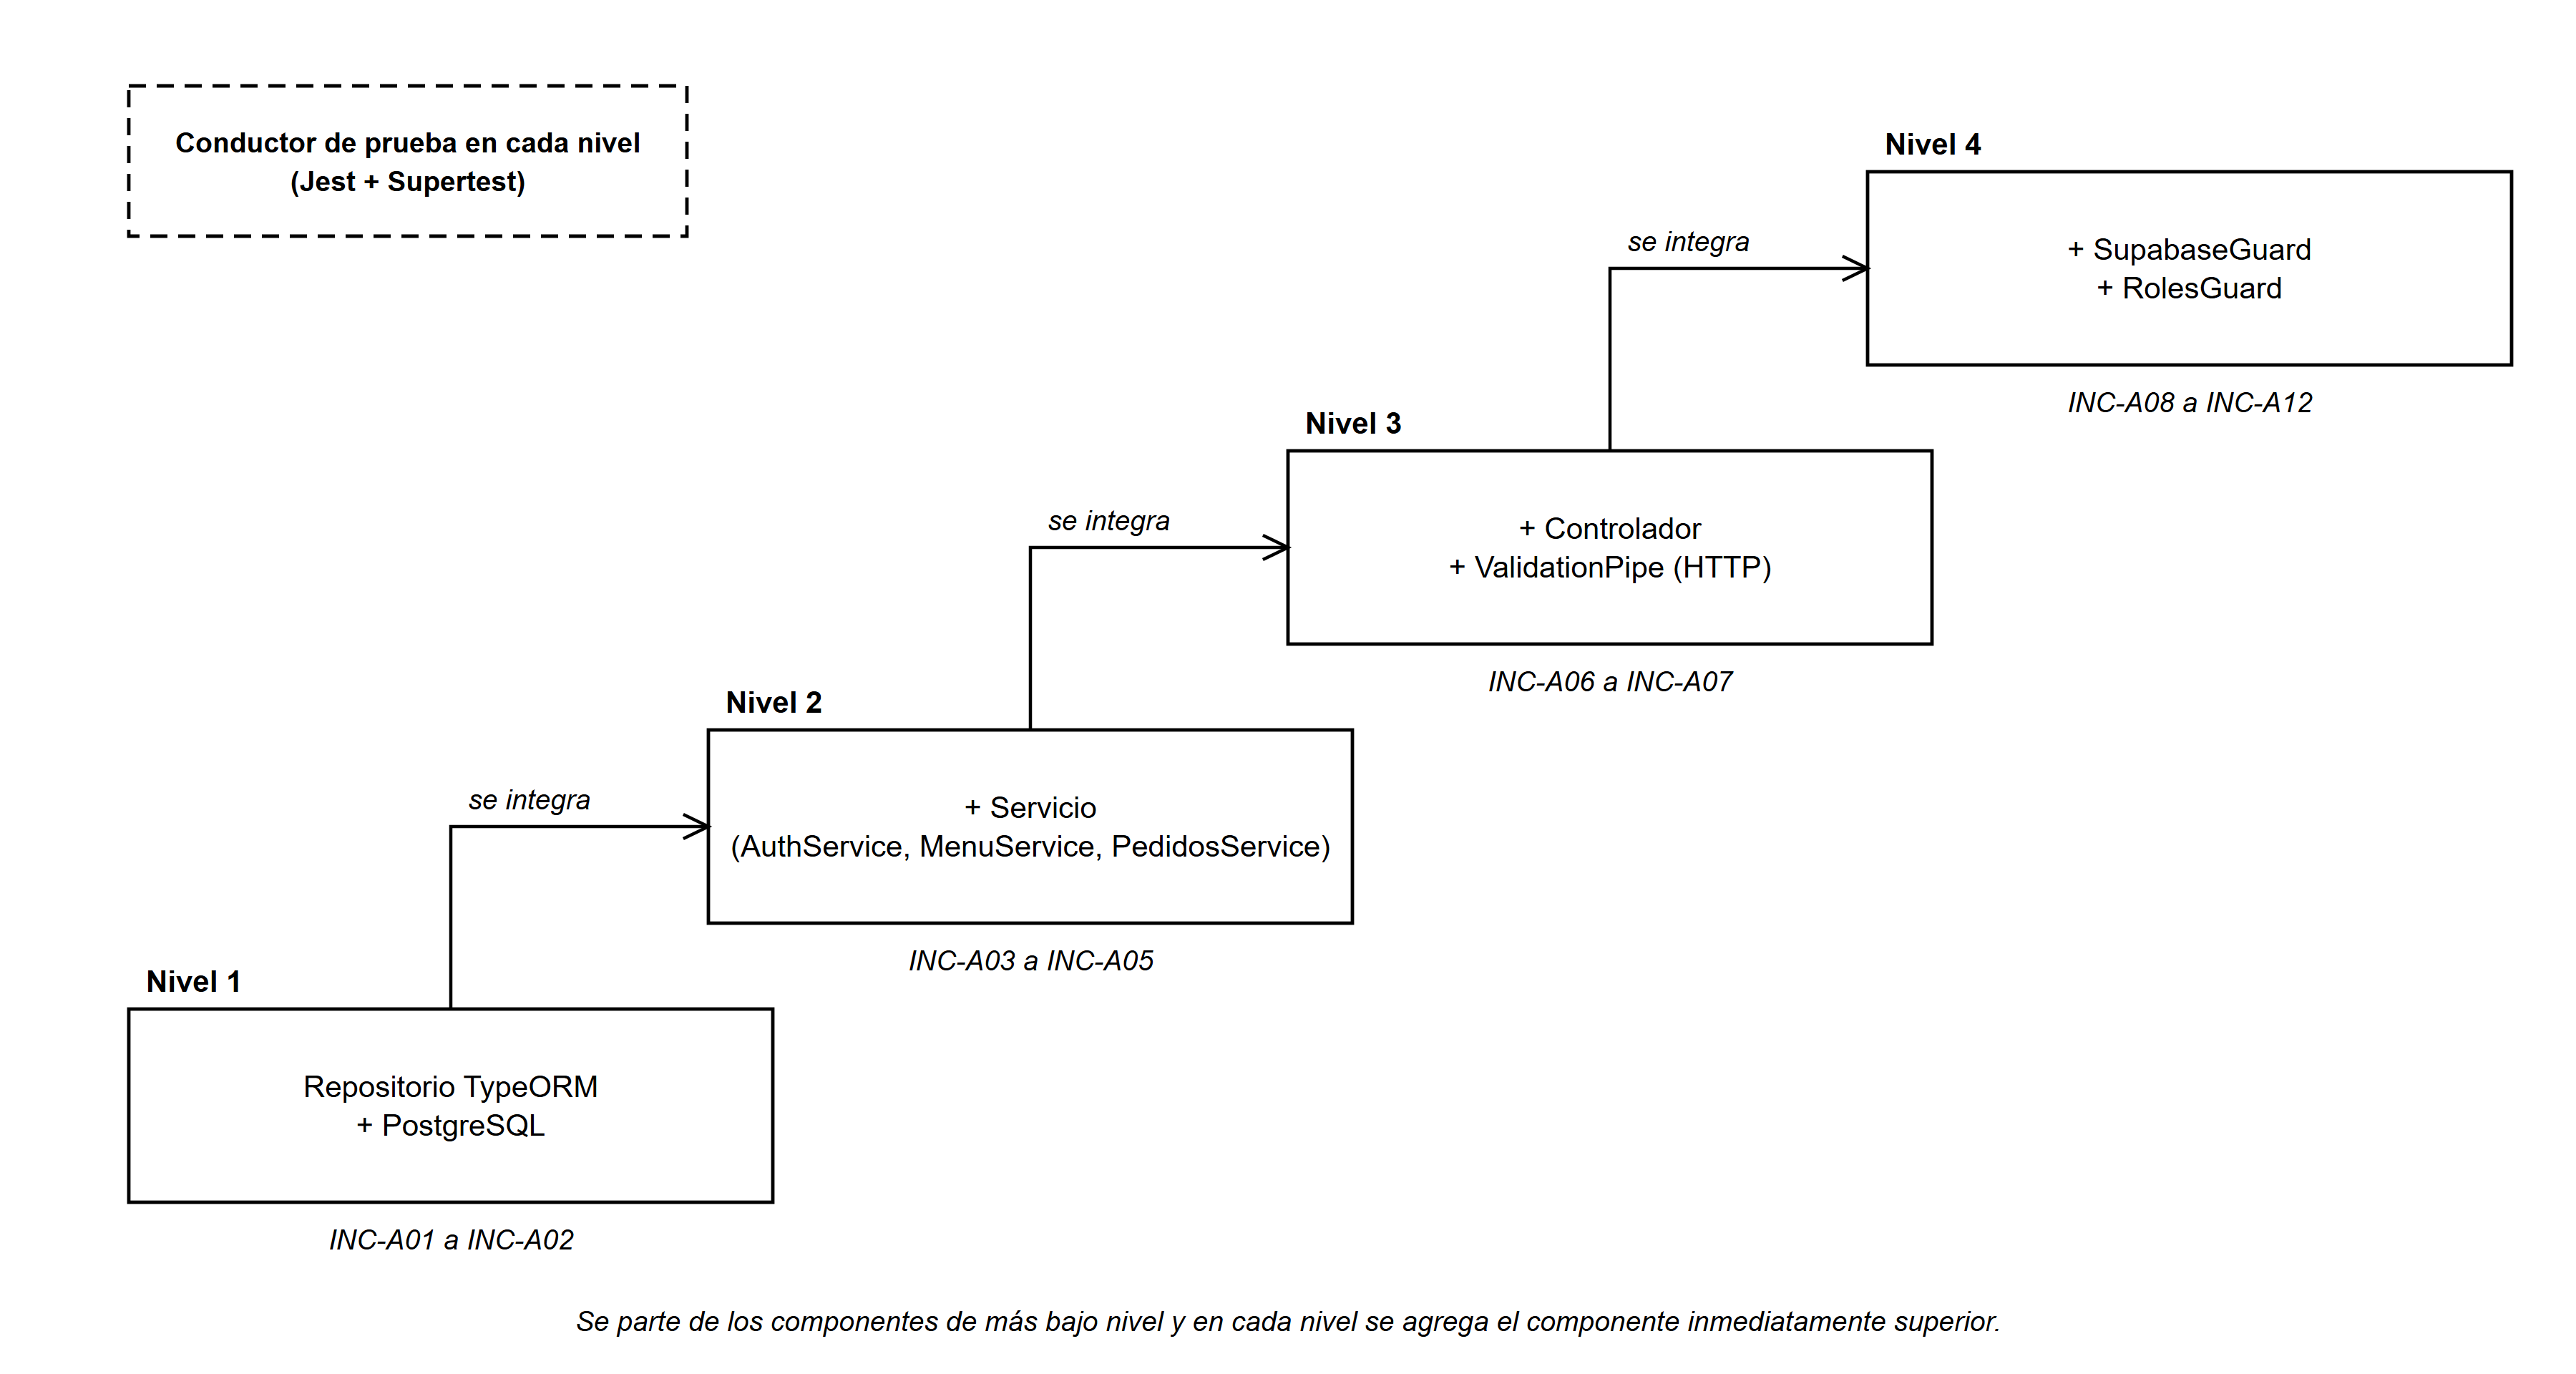 Conductor de prueba en cada nivel
(Jest + Supertest)
Nivel 4
+ SupabaseGuard
+ RolesGuard
INC-A08 a INC-A12
se integra
Nivel 3
+ Controlador
+ ValidationPipe (HTTP)
INC-A06 a INC-A07
se integra
Nivel 2
+ Servicio
(AuthService, MenuService, PedidosService)
INC-A03 a INC-A05
se integra
Nivel 1
Repositorio TypeORM
+ PostgreSQL
INC-A01 a INC-A02
Se parte de los componentes de más bajo nivel y en cada nivel se agrega el componente inmediatamente superior.